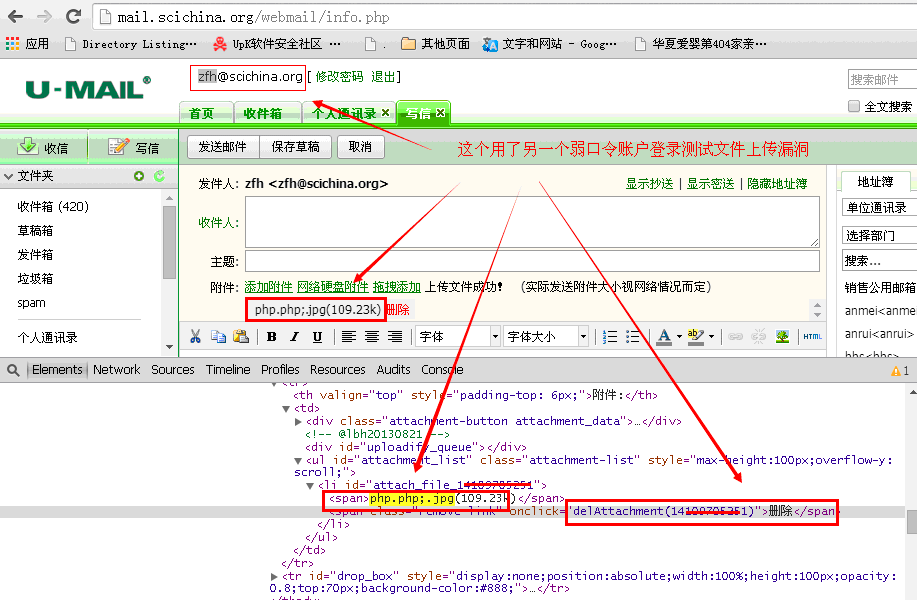 mail.scichina.org/webmail/info.php
应用 Directory Listing… UpK软件安全社区 … . 其他页面 文字和网站 - Goog… 华夏爱婴第404家亲…
U-MAIL®
zfh@scichina.org[ 修改密码 退出]
搜索邮件
首页 收件箱 个人通讯录 写信
全文搜索
收信 写信
发送邮件 保存草稿 取消
这个用了另一个弱口令账户登录测试文件上传漏洞
文件夹
收件箱 (420)
草稿箱
发件箱
垃圾箱
spam
个人通讯录
发件人: zfh <zfh@scichina.org>
显示抄送 | 显示密送 | 隐藏地址簿
收件人:
主题:
附件: 添加附件 网络硬盘附件 拖拽添加 上传文件成功! (实际发送附件大小视网络情况而定)
php.php;.jpg(109.23k) 删除
B I U 字体 字体大小 A ab HTML
地址簿
单位通讯录
选择部门
搜索...
销售公用邮箱
anmei<anme
anrui<anrui>
hhs<hhs>
Elements Network Sources Timeline Profiles Resources Audits Console 1
<tr>
<th valign="top" style="padding-top: 6px;">附件:</th>
<td>
<div class="attachment-button attachment_data">…</div>
<!-- @lbh20130821 -->
<div id="uploadify_queue"></div>
<ul id="attachment_list" class="attachment-list" style="max-height:100px;overflow-y:
scroll;">
<li id="attach_file_14109705251">
<span>php.php;.jpg(109.23k)</span>
<span class="remove-link" onclick="delAttachment(14109705251)">删除</span>
</li>
</ul>
</td>
</tr>
<tr id="drop_box" style="display:none;position:absolute;width:100%;height:100px;opacity:
0.8;top:70px;background-color:#888;">…</tr>
</tbody>